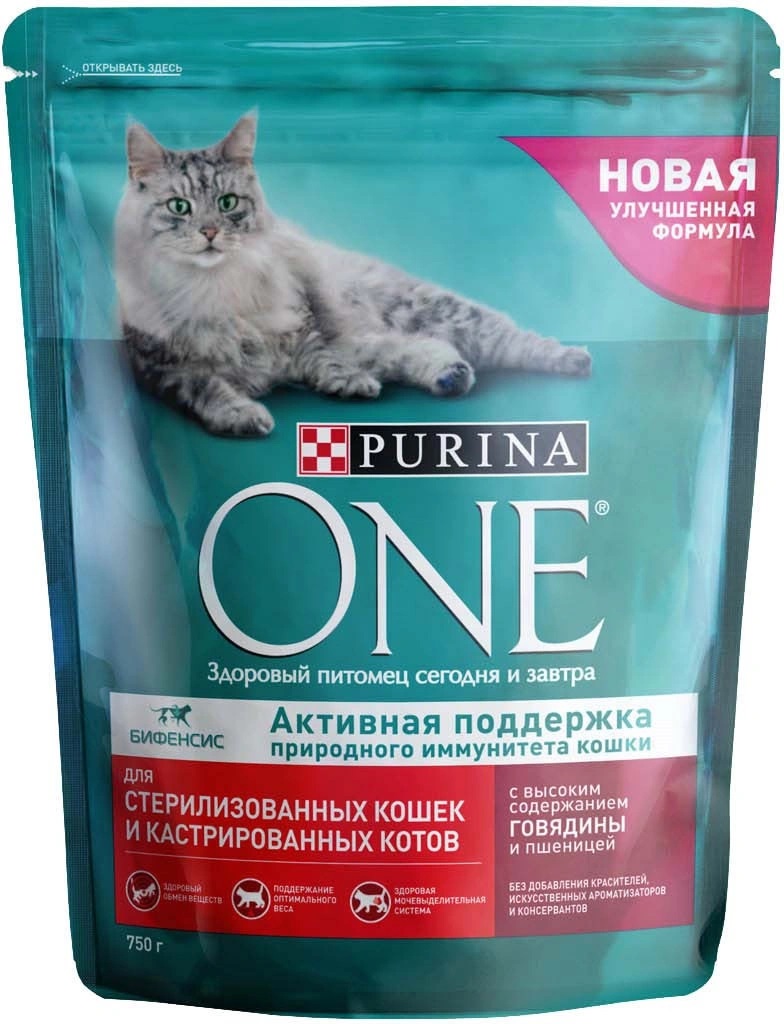 ОТКРЫВАТЬ ЗДЕСЬ
НОВАЯ
УЛУЧШЕННАЯ
ФОРМУЛА
PURINA
ONE®
Здоровый питомец сегодня и завтра
БИФЕНСИС
Активная поддержка
природного иммунитета кошки
ДЛЯ
СТЕРИЛИЗОВАННЫХ КОШЕК
И КАСТРИРОВАННЫХ КОТОВ
С ВЫСОКИМ
СОДЕРЖАНИЕМ
ГОВЯДИНЫ
И ПШЕНИЦЕЙ
ЗДОРОВЫЙ
ОБМЕН ВЕЩЕСТВ
ПОДДЕРЖАНИЕ
ОПТИМАЛЬНОГО
ВЕСА
ЗДОРОВАЯ
МОЧЕВЫДЕЛИТЕЛЬНАЯ
СИСТЕМА
БЕЗ ДОБАВЛЕНИЯ КРАСИТЕЛЕЙ,
ИСКУССТВЕННЫХ АРОМАТИЗАТОРОВ
И КОНСЕРВАНТОВ
750 г